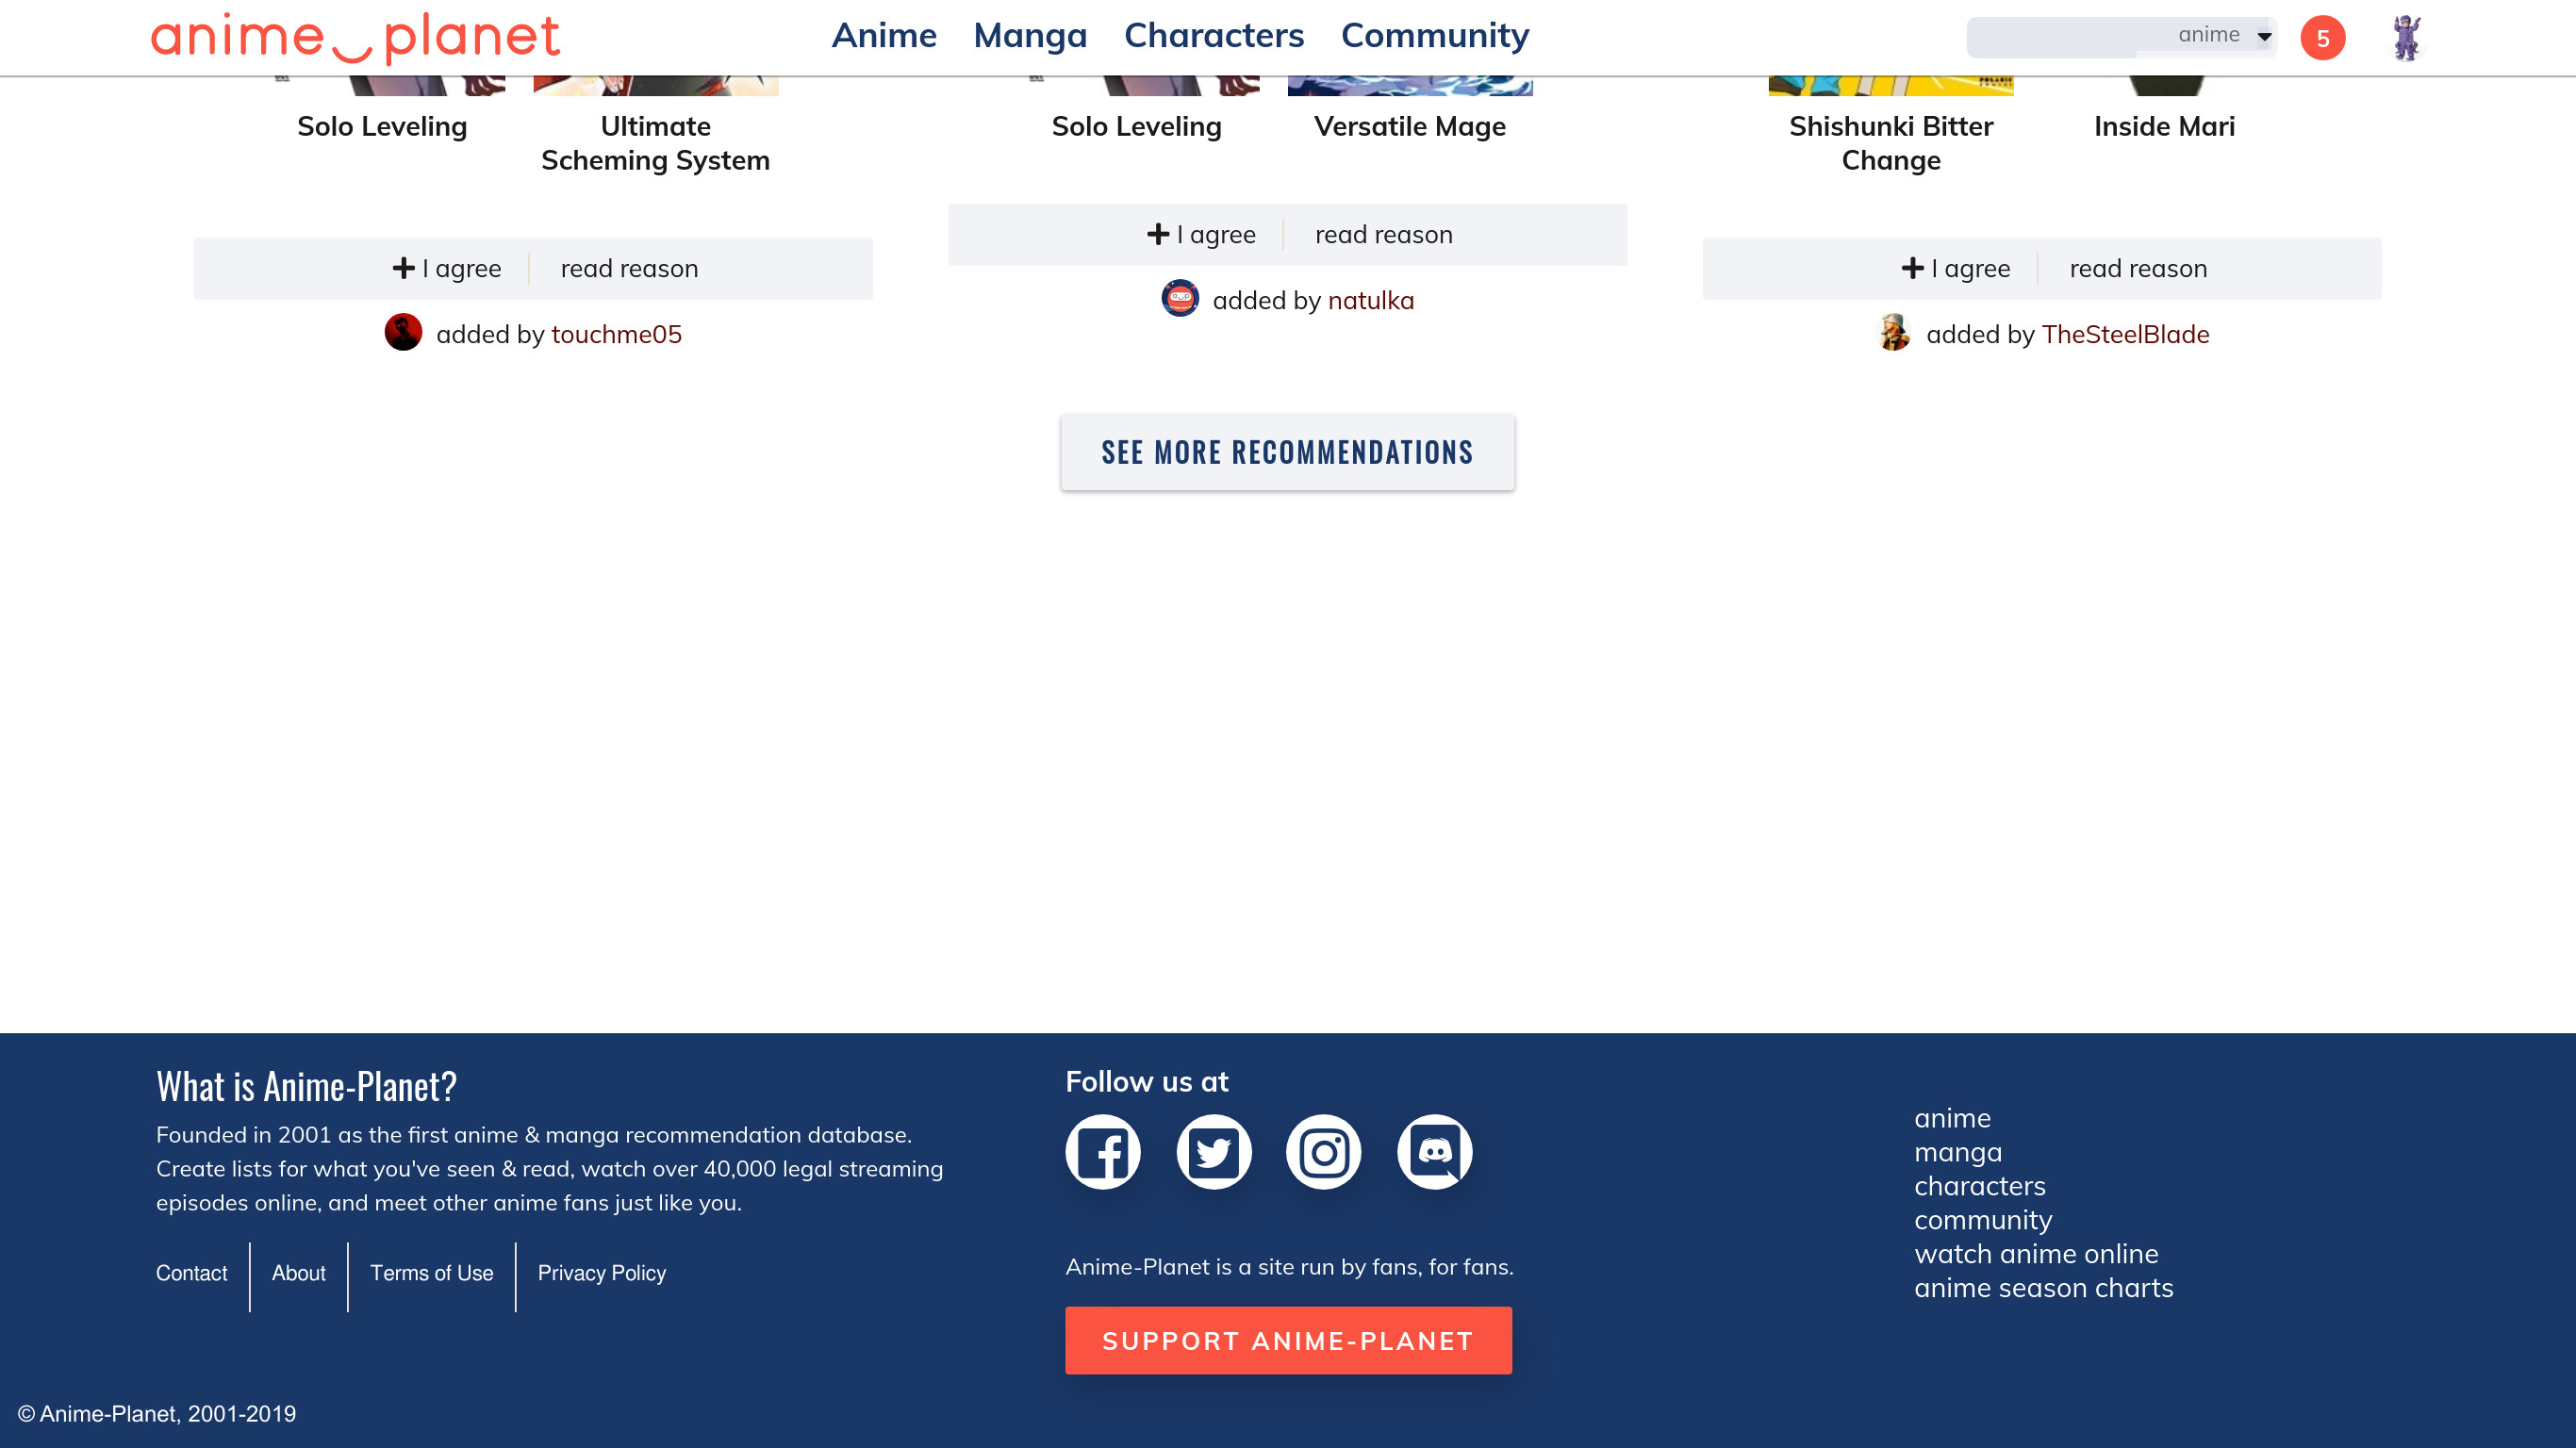 anime planet
Anime Manga Characters Community
anime
5
Solo Leveling
Ultimate
Scheming System
I agree
read reason
added by touchme05
Solo Leveling
Versatile Mage
I agree
read reason
added by natulka
Shishunki Bitter
Change
Inside Mari
I agree
read reason
added by TheSteelBlade
SEE MORE RECOMMENDATIONS
What is Anime-Planet?
Founded in 2001 as the first anime & manga recommendation database.
Create lists for what you've seen & read, watch over 40,000 legal streaming
episodes online, and meet other anime fans just like you.
Contact
About
Terms of Use
Privacy Policy
Follow us at
Anime-Planet is a site run by fans, for fans.
SUPPORT ANIME-PLANET
anime
manga
characters
community
watch anime online
anime season charts
© Anime-Planet, 2001-2019